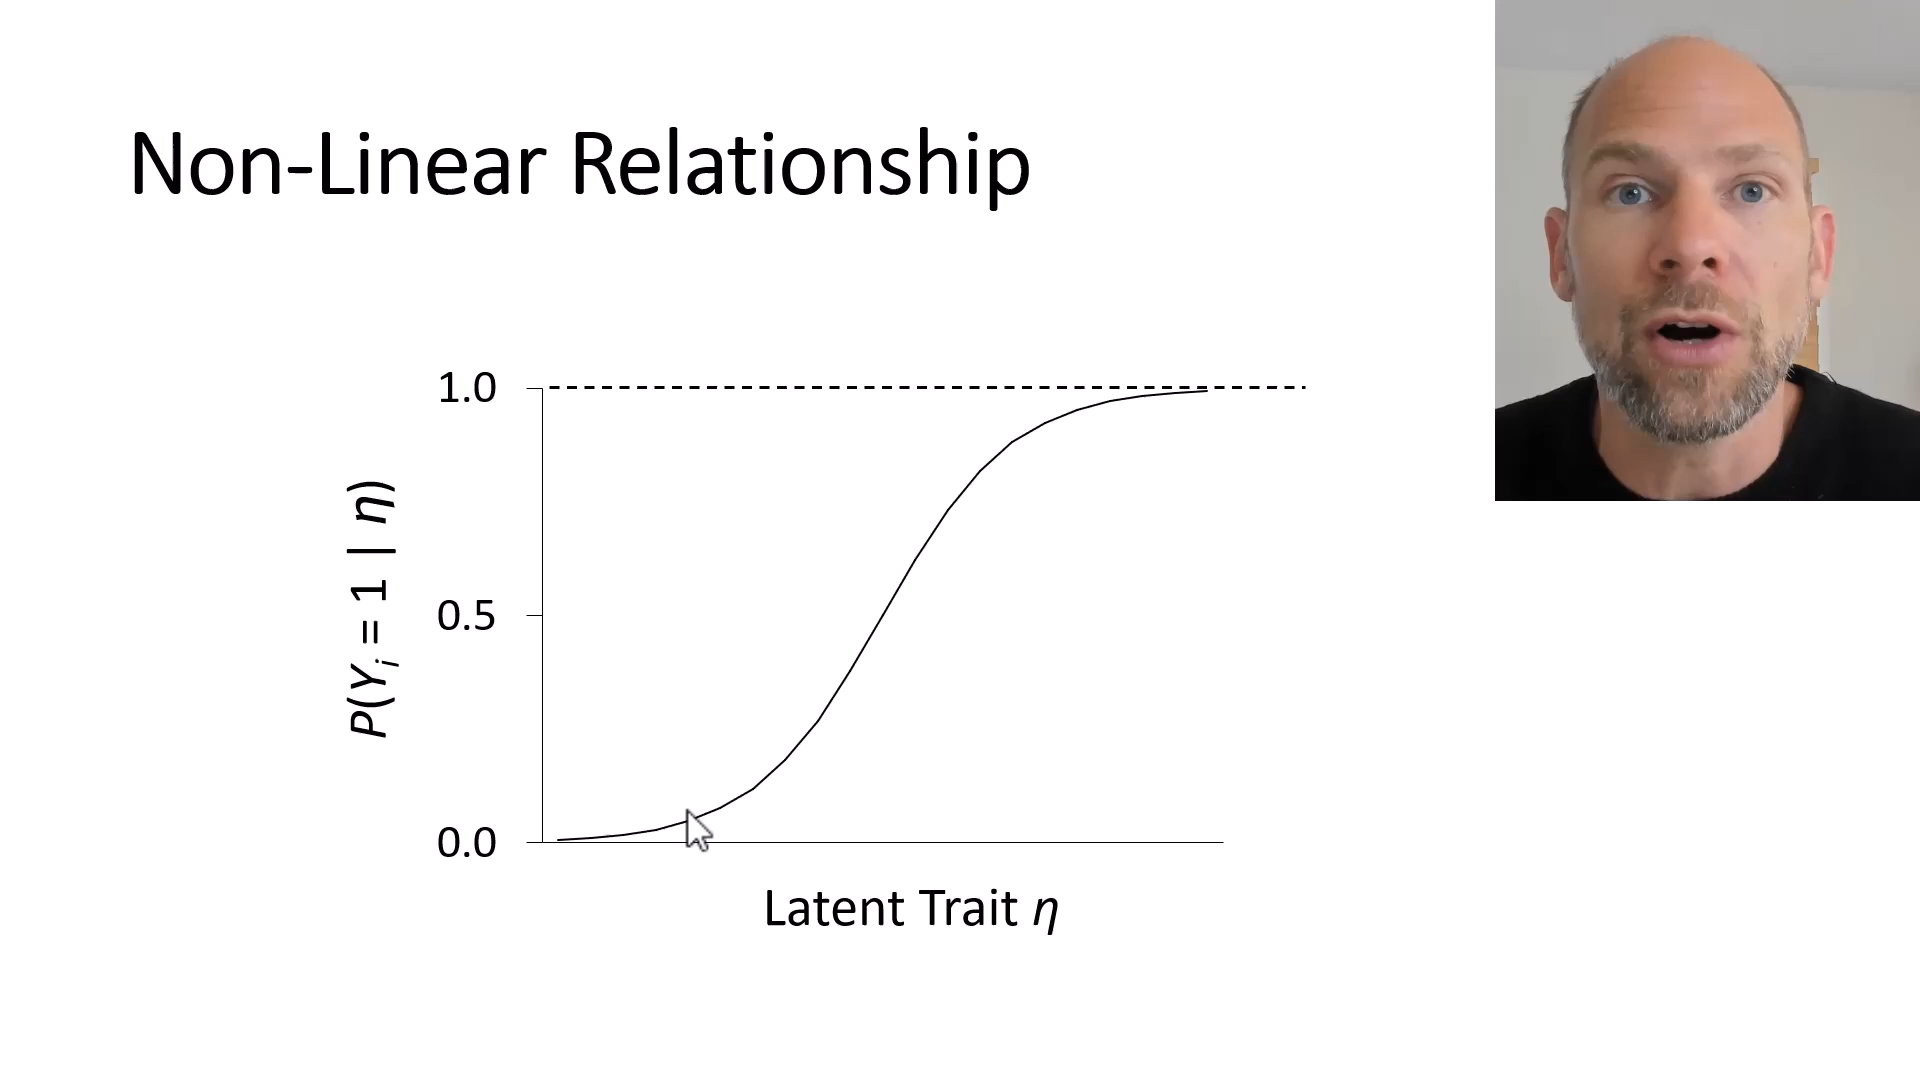 Non-Linear Relationship
1.0
0.5
0.0
P(Yi = 1 | η)
Latent Trait η